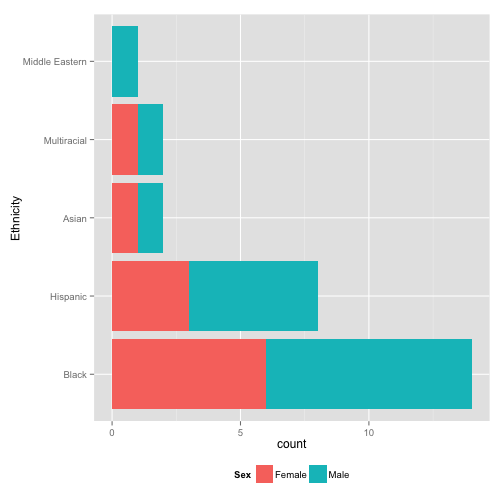 Ethnicity
Middle Eastern
Multiracial
Asian
Hispanic
Black
0 5 10
count
Sex Female Male